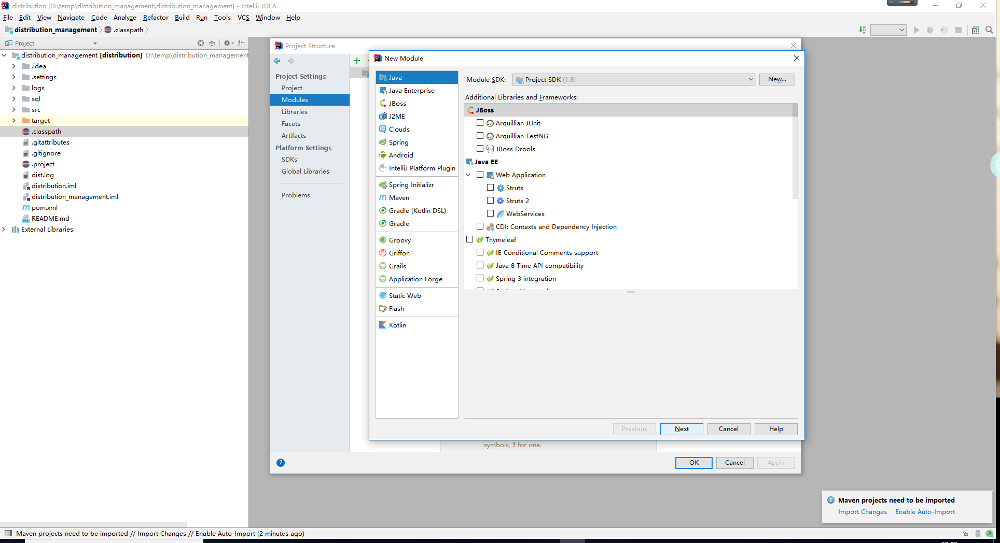 distribution [D:\temp\distribution_management\distribution_management] - IntelliJ IDEA
File Edit View Navigate Code Analyze Refactor Build Run Tools VCS Window Help
distribution_management .classpath
Project
distribution_management [distribution] D:\temp\distribution_management
.idea
.settings
logs
sql
src
target
.classpath
.gitattributes
.gitignore
.project
dist.log
distribution.iml
distribution_management.iml
pom.xml
README.md
External Libraries
Project Structure
Project Settings
Project
Modules
Libraries
Facets
Artifacts
Platform Settings
SDKs
Global Libraries
Problems
New Module
Java
Java Enterprise
JBoss
J2ME
Clouds
Spring
Android
IntelliJ Platform Plugin
Spring Initializr
Maven
Gradle (Kotlin DSL)
Gradle
Groovy
Griffon
Grails
Application Forge
Static Web
Flash
Kotlin
Module SDK: Project SDK (1.8) New...
Additional Libraries and Frameworks:
JBoss
Arquillian JUnit
Arquillian TestNG
JBoss Drools
Java EE
Web Application
Struts
Struts 2
WebServices
CDI: Contexts and Dependency Injection
Thymeleaf
IE Conditional Comments support
Java 8 Time API compatibility
Spring 3 integration
Previous Next Cancel Help
symbols, ? for one.
? OK Cancel Apply
Maven projects need to be imported
Import Changes Enable Auto-Import
Maven projects need to be imported // Import Changes // Enable Auto-Import (2 minutes ago)
2